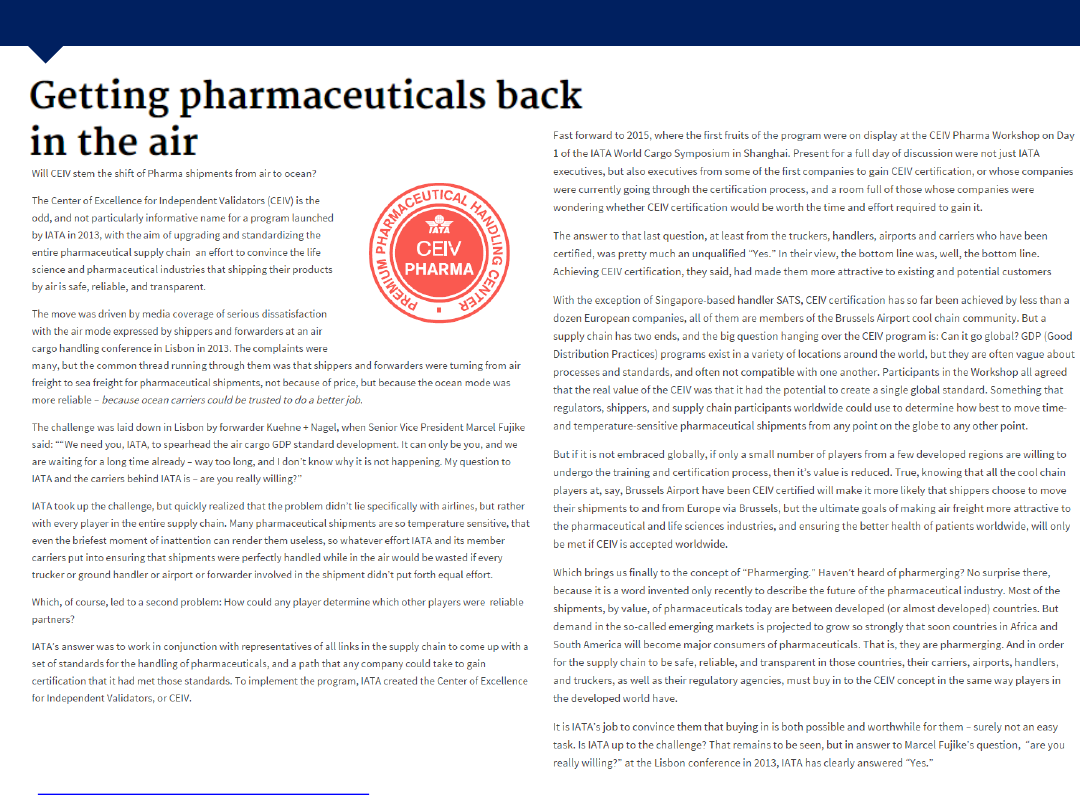 Getting pharmaceuticals back
in the air
Will CEIV stem the shift of Pharma shipments from air to ocean?
The Center of Excellence for Independent Validators (CEIV) is the
odd, and not particularly informative name for a program launched
by IATA in 2013, with the aim of upgrading and standardizing the
entire pharmaceutical supply chain an effort to convince the life
science and pharmaceutical industries that shipping their products
by air is safe, reliable, and transparent.
The move was driven by media coverage of serious dissatisfaction
with the air mode expressed by shippers and forwarders at an air
cargo handling conference in Lisbon in 2013. The complaints were
many, but the common thread running through them was that shippers and forwarders were turning from air
freight to sea freight for pharmaceutical shipments, not because of price, but because the ocean mode was
more reliable – because ocean carriers could be trusted to do a better job.
The challenge was laid down in Lisbon by forwarder Kuehne + Nagel, when Senior Vice President Marcel Fujike
said: "“We need you, IATA, to spearhead the air cargo GDP standard development. It can only be you, and we
are waiting for a long time already – way too long, and I don't know why it is not happening. My question to
IATA and the carriers behind IATA is – are you really willing?”
IATA took up the challenge, but quickly realized that the problem didn't lie specifically with airlines, but rather
with every player in the entire supply chain. Many pharmaceutical shipments are so temperature sensitive, that
even the briefest moment of inattention can render them useless, so whatever effort IATA and its member
carriers put into ensuring that shipments were perfectly handled while in the air would be wasted if every
trucker or ground handler or airport or forwarder involved in the shipment didn't put forth equal effort.
Which, of course, led to a second problem: How could any player determine which other players were reliable
partners?
IATA's answer was to work in conjunction with representatives of all links in the supply chain to come up with a
set of standards for the handling of pharmaceuticals, and a path that any company could take to gain
certification that it had met those standards. To implement the program, IATA created the Center of Excellence
for Independent Validators, or CEIV.
PHARMACEUTICAL HANDLING
IATA
CEIV
PHARMA
PREMIUM
CENTER
Fast forward to 2015, where the first fruits of the program were on display at the CEIV Pharma Workshop on Day
1 of the IATA World Cargo Symposium in Shanghai. Present for a full day of discussion were not just IATA
executives, but also executives from some of the first companies to gain CEIV certification, or whose companies
were currently going through the certification process, and a room full of those whose companies were
wondering whether CEIV certification would be worth the time and effort required to gain it.
The answer to that last question, at least from the truckers, handlers, airports and carriers who have been
certified, was pretty much an unqualified “Yes.” In their view, the bottom line was, well, the bottom line.
Achieving CEIV certification, they said, had made them more attractive to existing and potential customers
With the exception of Singapore-based handler SATS, CEIV certification has so far been achieved by less than a
dozen European companies, all of them are members of the Brussels Airport cool chain community. But a
supply chain has two ends, and the big question hanging over the CEIV program is: Can it go global? GDP (Good
Distribution Practices) programs exist in a variety of locations around the world, but they are often vague about
processes and standards, and often not compatible with one another. Participants in the Workshop all agreed
that the real value of the CEIV was that it had the potential to create a single global standard. Something that
regulators, shippers, and supply chain participants worldwide could use to determine how best to move time-
and temperature-sensitive pharmaceutical shipments from any point on the globe to any other point.
But if it is not embraced globally, if only a small number of players from a few developed regions are willing to
undergo the training and certification process, then it's value is reduced. True, knowing that all the cool chain
players at, say, Brussels Airport have been CEIV certified will make it more likely that shippers choose to move
their shipments to and from Europe via Brussels, but the ultimate goals of making air freight more attractive to
the pharmaceutical and life sciences industries, and ensuring the better health of patients worldwide, will only
be met if CEIV is accepted worldwide.
Which brings us finally to the concept of “Pharmerging.” Haven't heard of pharmerging? No surprise there,
because it is a word invented only recently to describe the future of the pharmaceutical industry. Most of the
shipments, by value, of pharmaceuticals today are between developed (or almost developed) countries. But
demand in the so-called emerging markets is projected to grow so strongly that soon countries in Africa and
South America will become major consumers of pharmaceuticals. That is, they are pharmerging. And in order
for the supply chain to be safe, reliable, and transparent in those countries, their carriers, airports, handlers,
and truckers, as well as their regulatory agencies, must buy in to the CEIV concept in the same way players in
the developed world have.
It is IATA's job to convince them that buying in is both possible and worthwhile for them – surely not an easy
task. Is IATA up to the challenge? That remains to be seen, but in answer to Marcel Fujike's question, “are you
really willing?” at the Lisbon conference in 2013, IATA has clearly answered “Yes.”